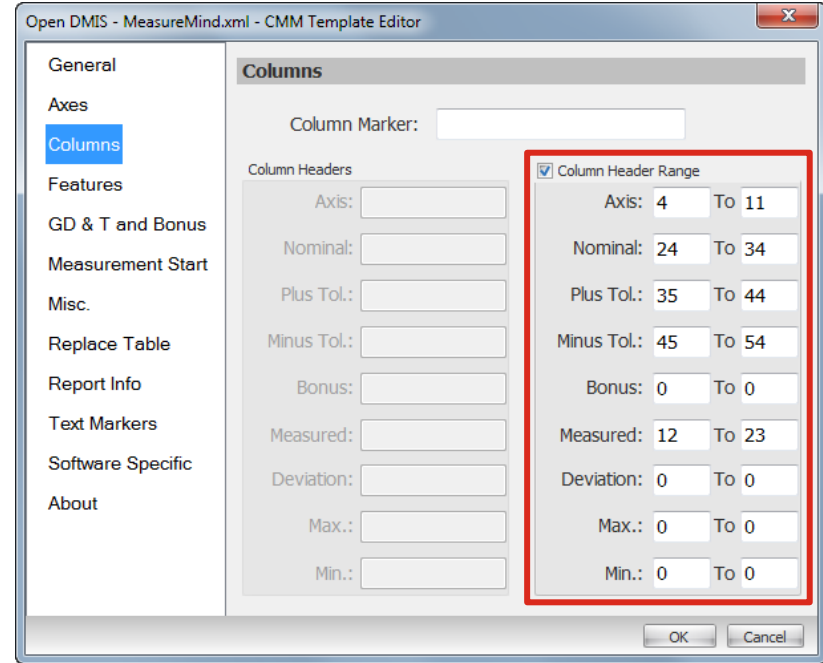 Open DMIS - MeasureMind.xml - CMM Template Editor
General
Axes
Columns
Features
GD & T and Bonus
Measurement Start
Misc.
Replace Table
Report Info
Text Markers
Software Specific
About
Columns
Column Marker:
Column Headers
Axis:
Nominal:
Plus Tol.:
Minus Tol.:
Bonus:
Measured:
Deviation:
Max.:
Min.:
Column Header Range
Axis: 4 To 11
Nominal: 24 To 34
Plus Tol.: 35 To 44
Minus Tol.: 45 To 54
Bonus: 0 To 0
Measured: 12 To 23
Deviation: 0 To 0
Max.: 0 To 0
Min.: 0 To 0
OK Cancel